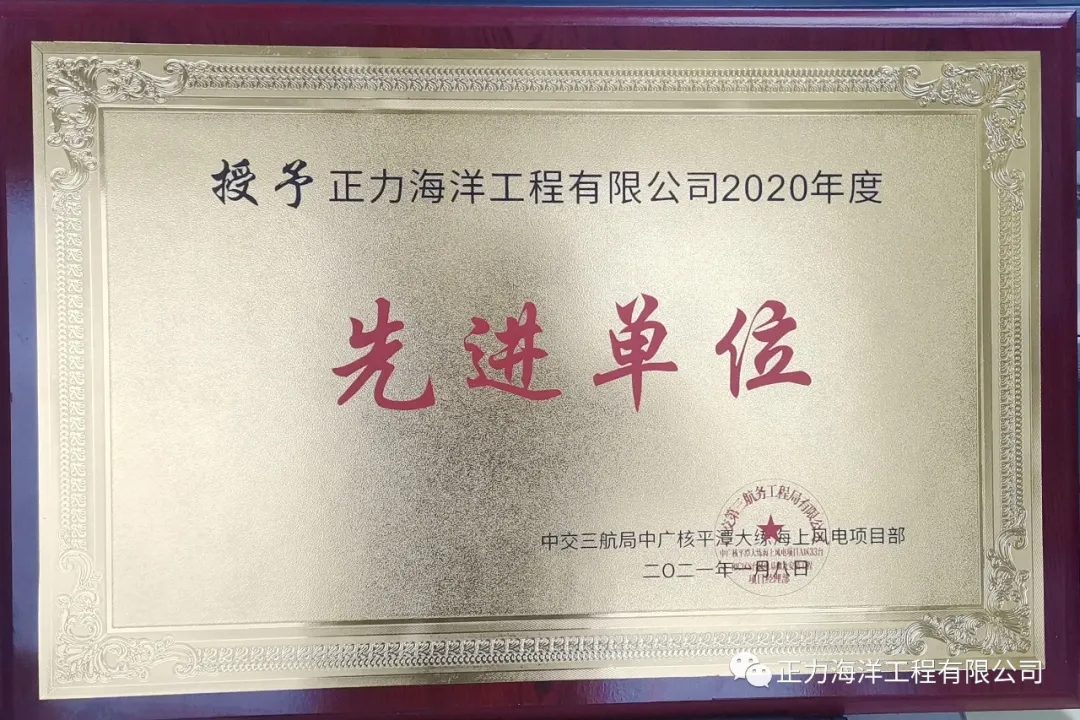 授予 正力海洋工程有限公司2020年度
先进单位
中交三航局中广核平潭大练海上风电项目部
二〇二一年一月八日
正力海洋工程有限公司